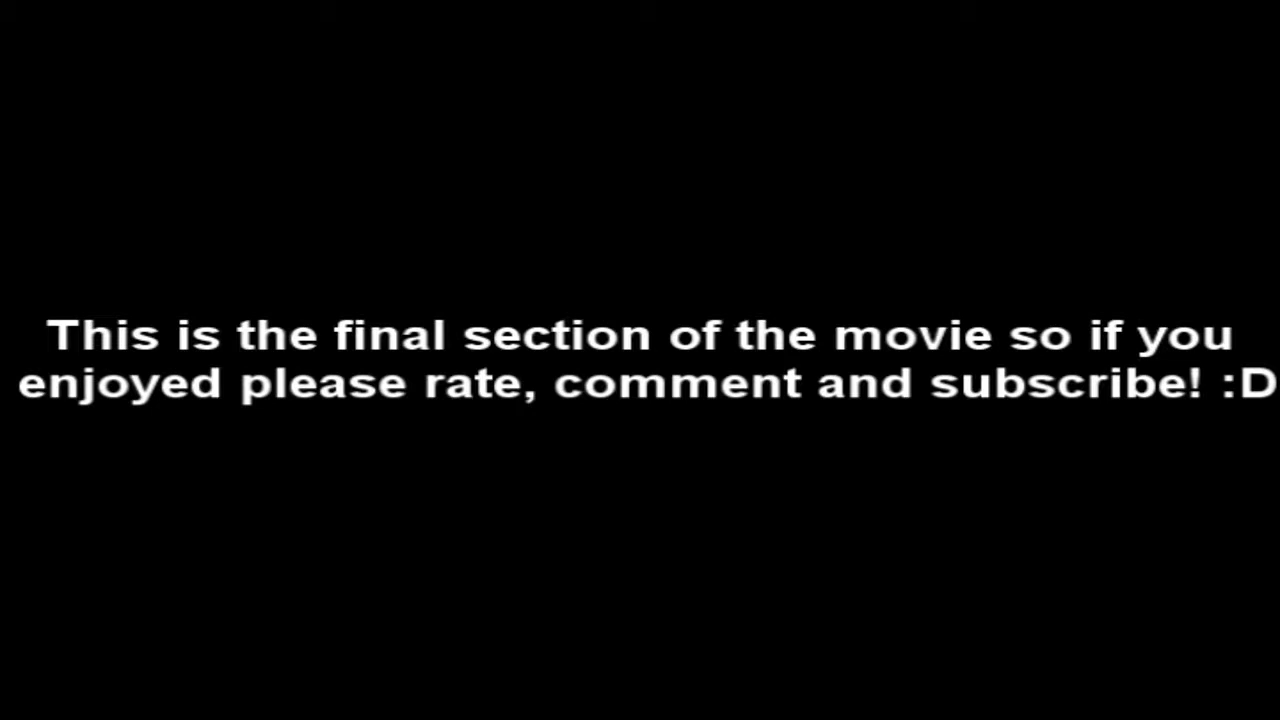 This is the final section of the movie so if you
enjoyed please rate, comment and subscribe! :D